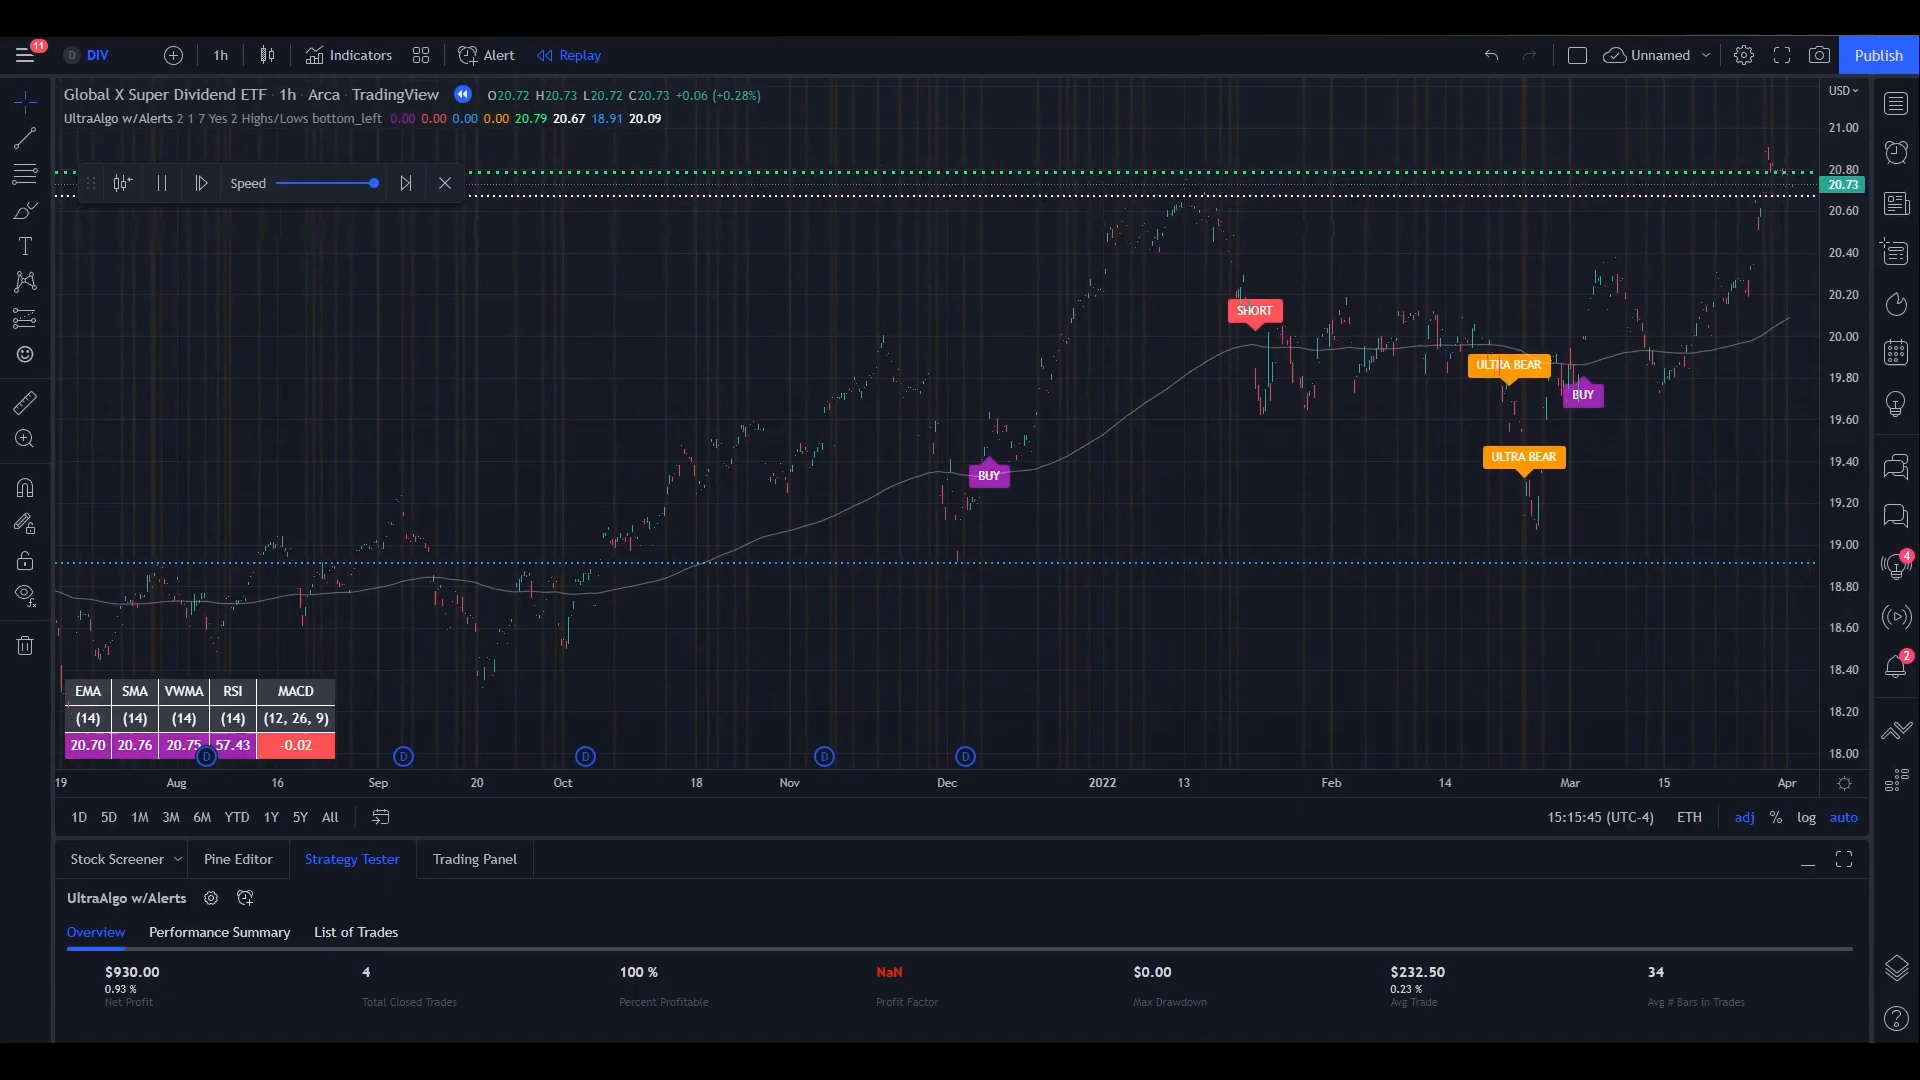 11
D DIV
1h
Indicators
Alert
Replay
Unnamed
Publish
Global X Super Dividend ETF · 1h · Arca · TradingView
O20.72 H20.73 L20.72 C20.73 +0.06 (+0.28%)
USD
UltraAlgo w/Alerts 2 1 7 Yes 2 Highs/Lows bottom_left 0.00 0.00 0.00 0.00 20.79 20.67 18.91 20.09
21.00
20.80
20.73
Speed
20.60
20.40
20.20
SHORT
20.00
ULTRA BEAR
19.80
BUY
19.60
ULTRA BEAR
19.40
BUY
19.20
19.00
4
18.80
18.60
2
18.40
EMA SMA VWMA RSI MACD
(14) (14) (14) (14) (12, 26, 9)
18.20
20.70 20.76 20.75 57.43 -0.02
D D D D D
18.00
19 Aug 16 Sep 20 Oct 18 Nov Dec 2022 13 Feb 14 Mar 15 Apr
1D 5D 1M 3M 6M YTD 1Y 5Y All
15:15:45 (UTC-4) ETH adj % log auto
Stock Screener Pine Editor Strategy Tester Trading Panel
UltraAlgo w/Alerts
Overview Performance Summary List of Trades
$930.00 4 100 % NaN $0.00 $232.50 34
0.93 % 0.23 %
Net Profit Total Closed Trades Percent Profitable Profit Factor Max Drawdown Avg Trade Avg # Bars in Trades